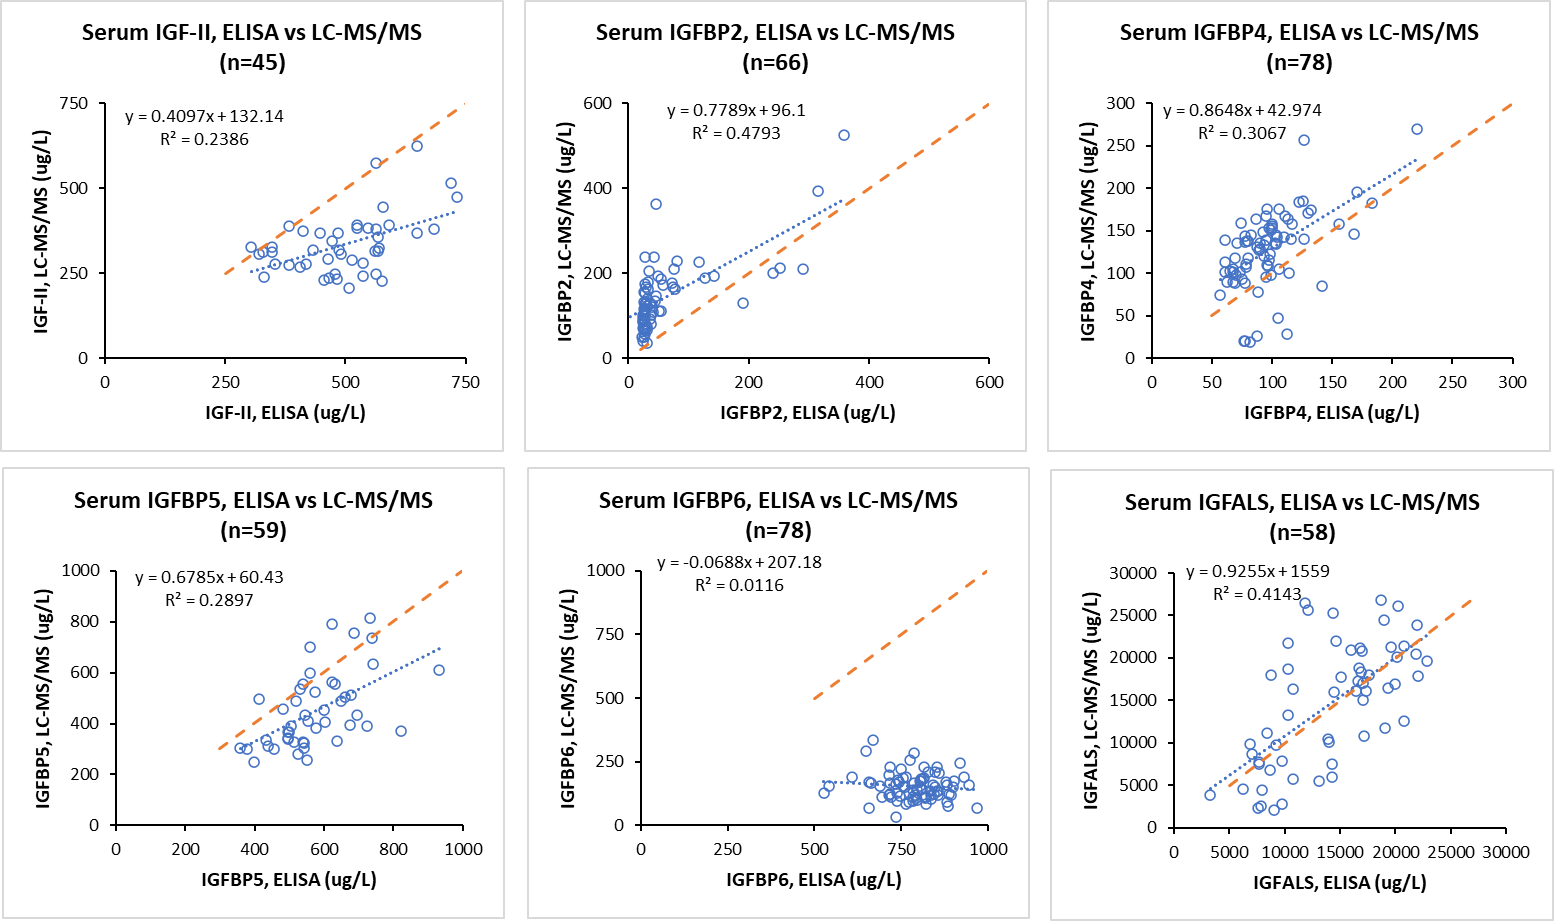 Serum IGF-II, ELISA vs LC-MS/MS
(n=45)
y = 0.4097x + 132.14
R² = 0.2386
750
500
250
0
0
250
500
750
IGF-II, LC-MS/MS (ug/L)
IGF-II, ELISA (ug/L)
Serum IGFBP2, ELISA vs LC-MS/MS
(n=66)
y = 0.7789x + 96.1
R² = 0.4793
600
400
200
0
0
200
400
600
IGFBP2, LC-MS/MS (ug/L)
IGFBP2, ELISA (ug/L)
Serum IGFBP4, ELISA vs LC-MS/MS
(n=78)
y = 0.8648x + 42.974
R² = 0.3067
300
250
200
150
100
50
0
0
50
100
150
200
250
300
IGFBP4, LC-MS/MS (ug/L)
IGFBP4, ELISA (ug/L)
Serum IGFBP5, ELISA vs LC-MS/MS
(n=59)
y = 0.6785x + 60.43
R² = 0.2897
1000
800
600
400
200
0
0
200
400
600
800
1000
IGFBP5, LC-MS/MS (ug/L)
IGFBP5, ELISA (ug/L)
Serum IGFBP6, ELISA vs LC-MS/MS
(n=78)
y = -0.0688x + 207.18
R² = 0.0116
1000
750
500
250
0
0
250
500
750
1000
IGFBP6, LC-MS/MS (ug/L)
IGFBP6, ELISA (ug/L)
Serum IGFALS, ELISA vs LC-MS/MS
(n=58)
y = 0.9255x + 1559
R² = 0.4143
30000
25000
20000
15000
10000
5000
0
0
5000
10000
15000
20000
25000
30000
IGFALS, LC-MS/MS (ug/L)
IGFALS, ELISA (ug/L)